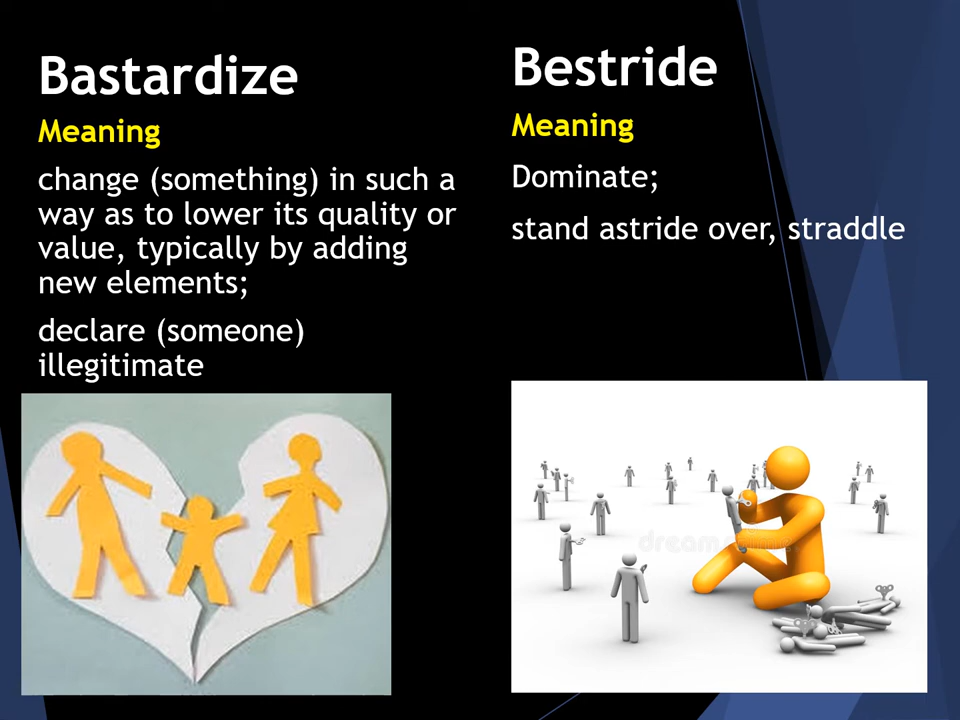 Bastardize
Meaning
change (something) in such a
way as to lower its quality or
value, typically by adding
new elements;
declare (someone)
illegitimate
Bestride
Meaning
Dominate;
stand astride over, straddle